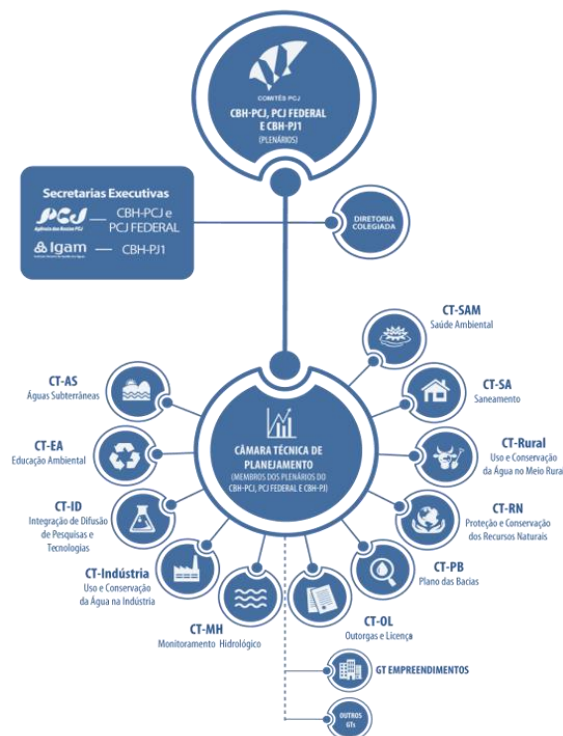 COMITÊS PCJ
CBH-PCJ, PCJ FEDERAL
E CBH-PJ1
(PLENÁRIOS)
Secretarias Executivas
PCJ
Agência das Bacias PCJ
CBH-PCJ e
PCJ FEDERAL
Igam
CBH-PJ1
DIRETORIA
COLEGIADA
CT-SAM
Saúde Ambiental
CT-AS
Águas Subterrâneas
CT-SA
Saneamento
CT-EA
Educação Ambiental
CÂMARA TÉCNICA DE
PLANEJAMENTO
(MEMBROS DOS PLENÁRIOS DO
CBH-PCJ, PCJ FEDERAL E CBH-PJ)
CT-Rural
Uso e Conservação
da Água no Meio Rural
CT-ID
Integração de Difusão
de Pesquisas e
Tecnologias
CT-RN
Proteção e Conservação
dos Recursos Naturais
CT-Indústria
Uso e Conservação
da Água na Indústria
CT-PB
Plano das Bacias
CT-MH
Monitoramento Hidrológico
CT-OL
Outorgas e Licença
GT EMPREENDIMENTOS
OUTROS
GTs